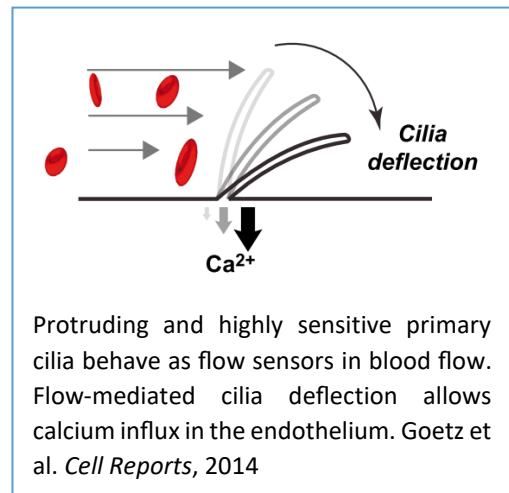 Cilia
deflection
Ca²⁺
Protruding and highly sensitive primary
cilia behave as flow sensors in blood flow.
Flow-mediated cilia deflection allows
calcium influx in the endothelium. Goetz et
al. Cell Reports, 2014